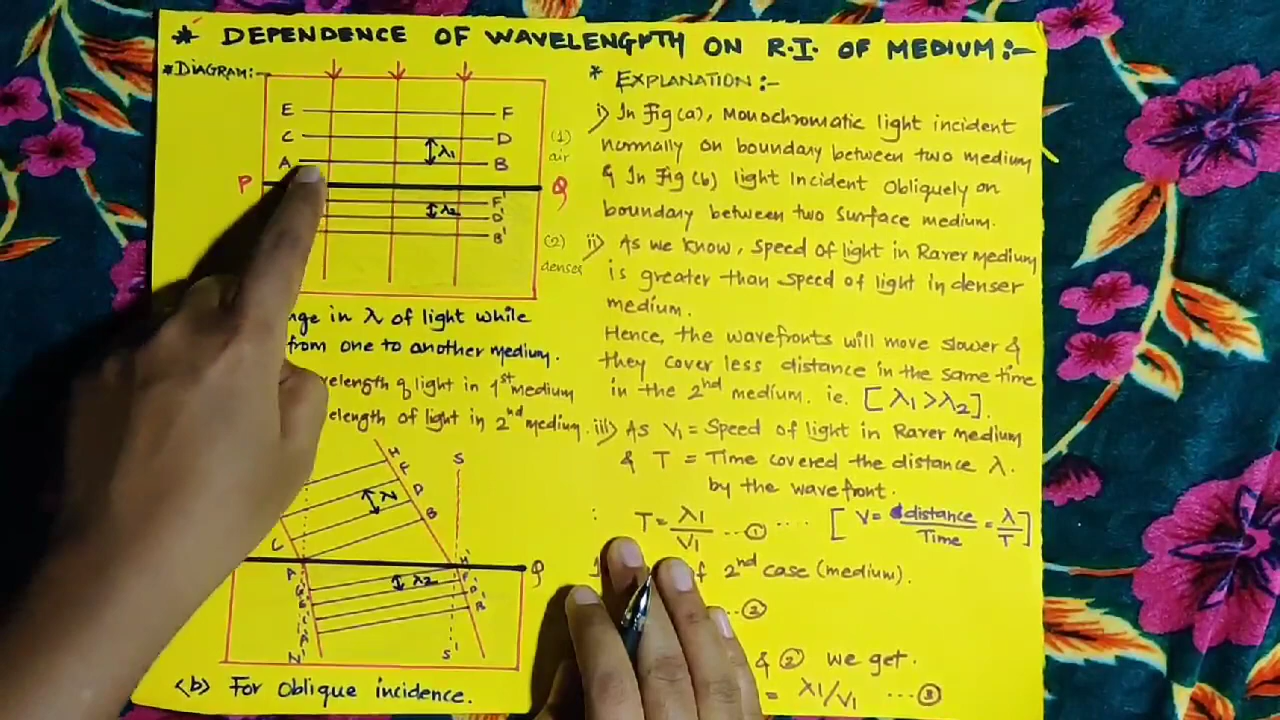 * DEPENDENCE OF WAVELENGTH ON R.I. OF MEDIUM:-
*DIAGRAM:-
E F
C D
λ1
A B
(1)
air
P Q
F'
λ2
D'
B'
(2)
denser
in λ of light while
from one to another medium.
of light in 1st medium
of light in 2nd medium.
H
F
D
B
S
λ1
C
A
H'
Q
λ2
F'
D'
N'
S'
(b) For Oblique incidence.
* EXPLANATION:-
i) In Fig(a), Monochromatic light incident
normally on boundary between two medium
& In Fig(b) light Incident Obliquely on
boundary between two Surface medium.
ii) As we know, Speed of light in Rarer medium
is greater than Speed of light in denser
medium.
Hence, the wavefronts will move slower &
they cover less distance in the same time
in the 2nd medium. ie. [λ1>λ2].
iii) As V1 = Speed of light in Rarer medium
& T = Time covered the distance λ.
by the wavefront.
T = λ1/V1 ... ① .... [V = distance/Time = λ/T]
2nd case (medium).
... ②
& ② we get.
= λ1/V1 ... ③